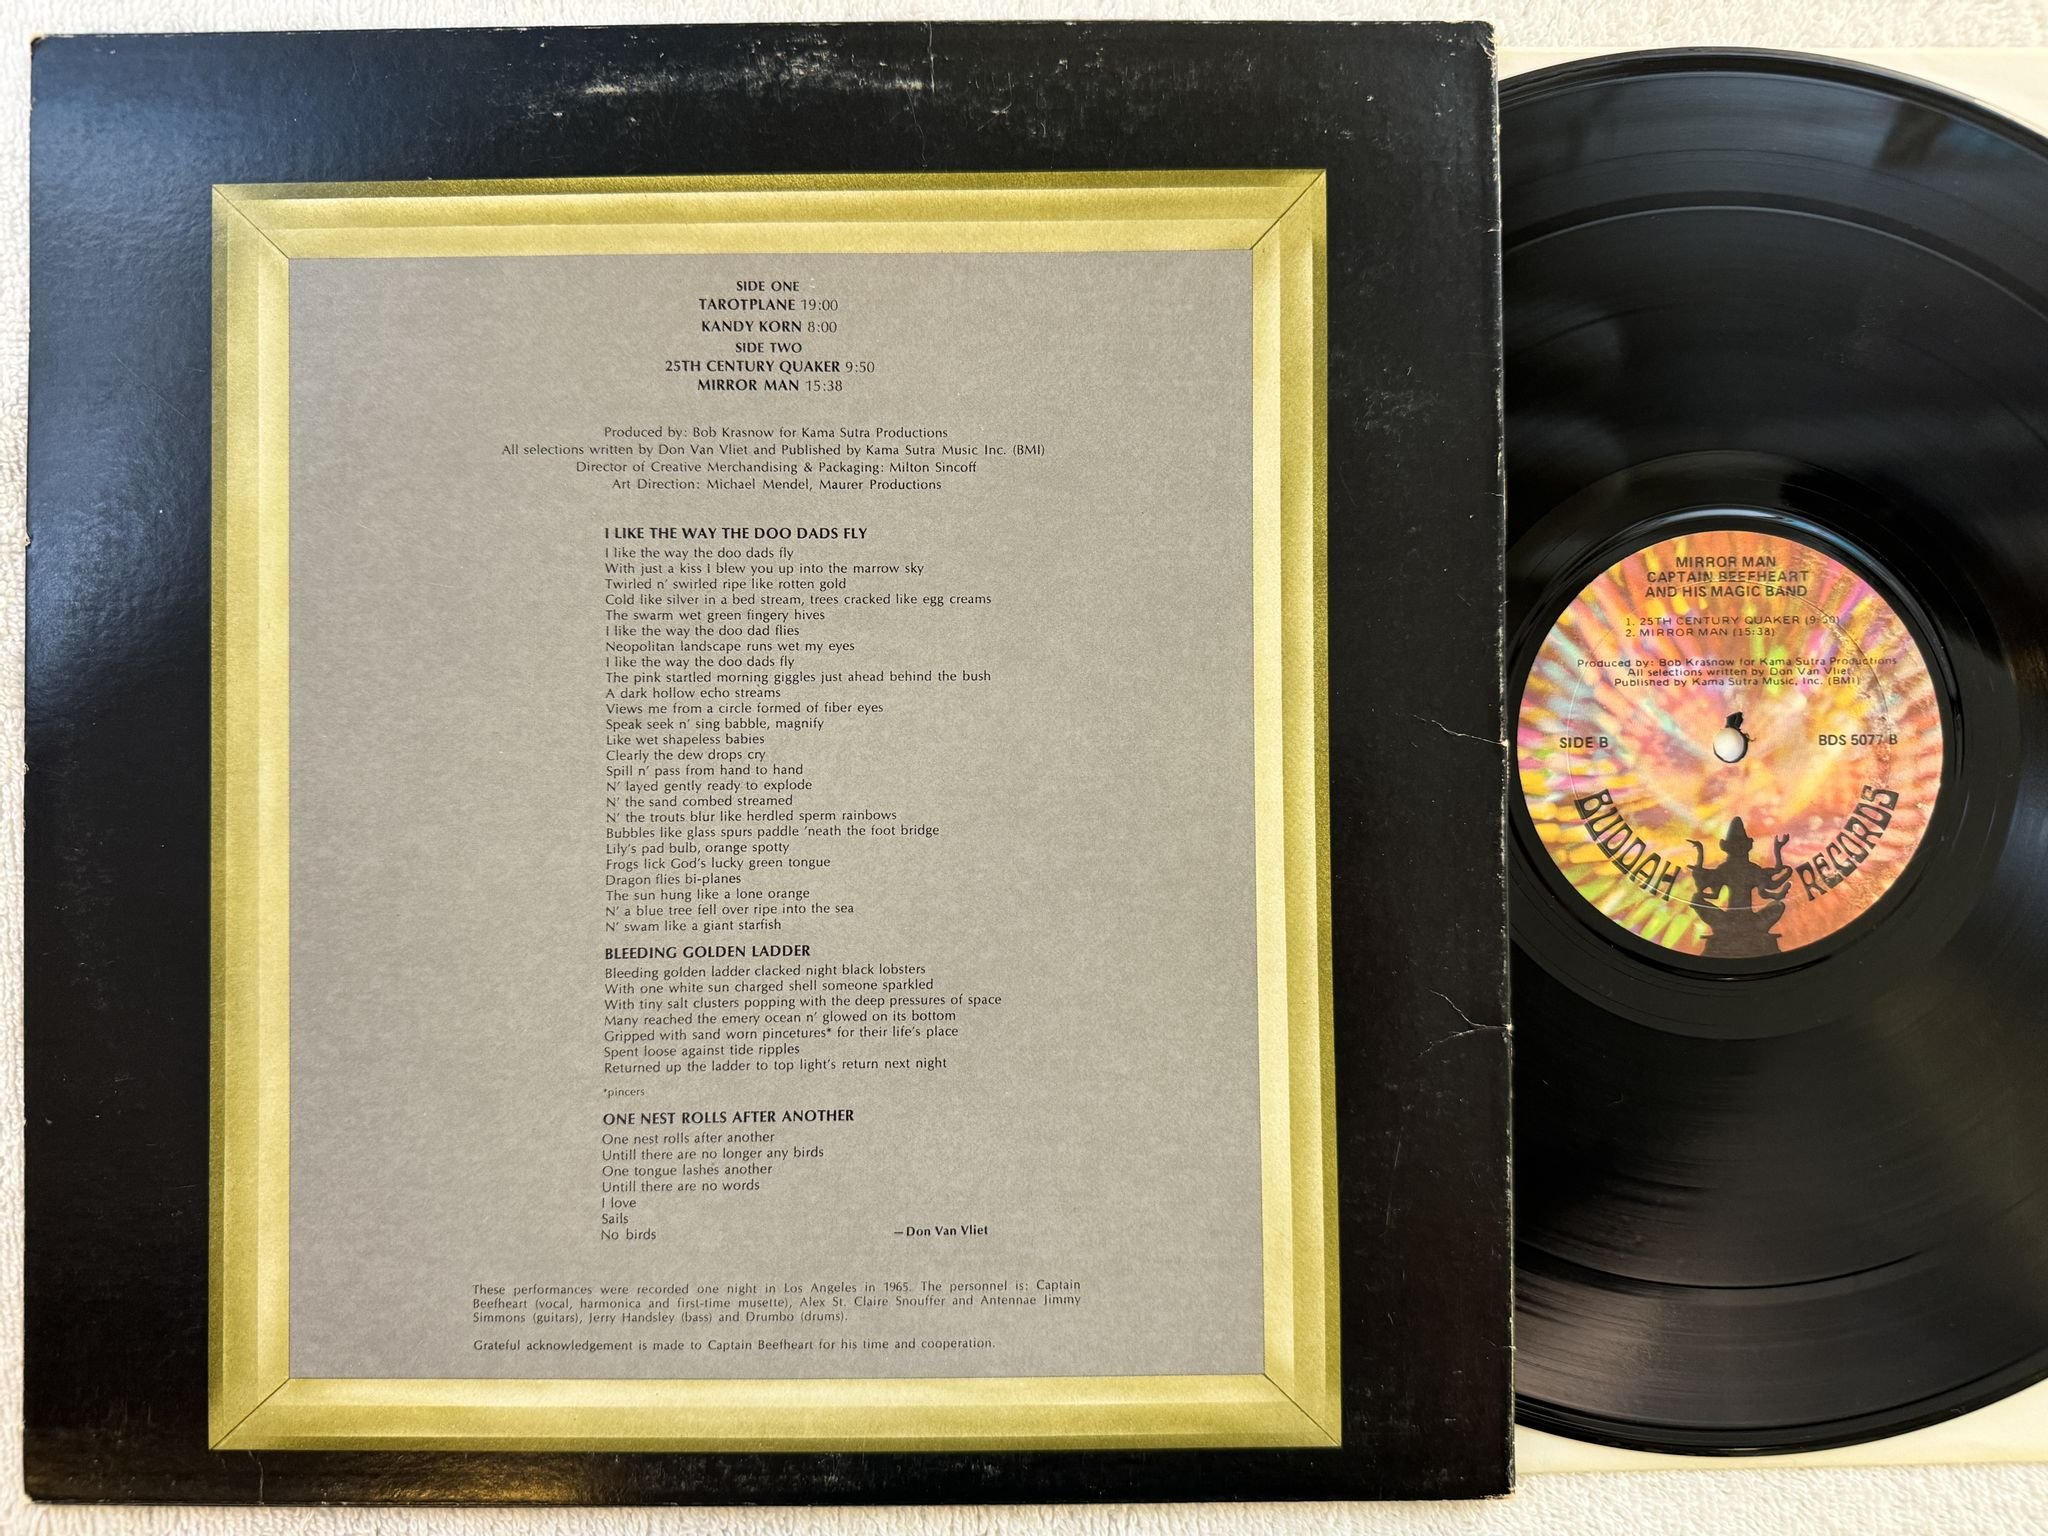 SIDE ONE
TAROTPLANE 19:00
KANDY KORN 8:00
SIDE TWO
25TH CENTURY QUAKER 9:50
MIRROR MAN 15:38
Produced by: Bob Krasnow for Kama Sutra Productions
All selections written by Don Van Vliet and Published by Kama Sutra Music Inc. (BMI)
Director of Creative Merchandising & Packaging: Milton Sincoff
Art Direction: Michael Mendel, Maurer Productions
I LIKE THE WAY THE DOO DADS FLY
I like the way the doo dads fly
With just a kiss I blew you up into the marrow sky
Twirled n' swirled ripe like rotten gold
Cold like silver in a bed stream, trees cracked like egg creams
The swarm wet green fingery hives
I like the way the doo dad flies
Neopolitan landscape runs wet my eyes
I like the way the doo dads fly
The pink startled morning giggles just ahead behind the bush
A dark hollow echo streams
Views me from a circle formed of fiber eyes
Speak seek n' sing babble, magnify
Like wet shapeless babies
Clearly the dew drops cry
Spill n' pass from hand to hand
N' layed gently ready to explode
N' the sand combed streamed
N' the trouts blur like herdled sperm rainbows
Bubbles like glass spurs paddle 'neath the foot bridge
Lily's pad bulb, orange spotty
Frogs lick God's lucky green tongue
Dragon flies bi-planes
The sun hung like a lone orange
N' a blue tree fell over ripe into the sea
N' swam like a giant starfish
BLEEDING GOLDEN LADDER
Bleeding golden ladder clacked night black lobsters
With one white sun charged shell someone sparkled
With tiny salt clusters popping with the deep pressures of space
Many reached the emery ocean n' glowed on its bottom
Gripped with sand worn pincetures* for their life's place
Spent loose against tide ripples
Returned up the ladder to top light's return next night
*pincers
ONE NEST ROLLS AFTER ANOTHER
One nest rolls after another
Untill there are no longer any birds
One tongue lashes another
Untill there are no words
I love
Sails
No birds
—Don Van Vliet
These performances were recorded one night in Los Angeles in 1965. The personnel is: Captain
Beefheart (vocal, harmonica and first-time musette), Alex St. Claire Snouffer and Antennae Jimmy
Simmons (guitars), Jerry Handsley (bass) and Drumbo (drums).
Grateful acknowledgement is made to Captain Beefheart for his time and cooperation.
MIRROR MAN
CAPTAIN BEEFHEART
AND HIS MAGIC BAND
1. 25TH CENTURY QUAKER (9:50)
2. MIRROR MAN (15:38)
Produced by: Bob Krasnow for Kama Sutra Productions
All selections written by Don Van Vliet
Published by Kama Sutra Music, Inc. (BMI)
SIDE B
BDS 5077 B
BUDDAH RECORDS